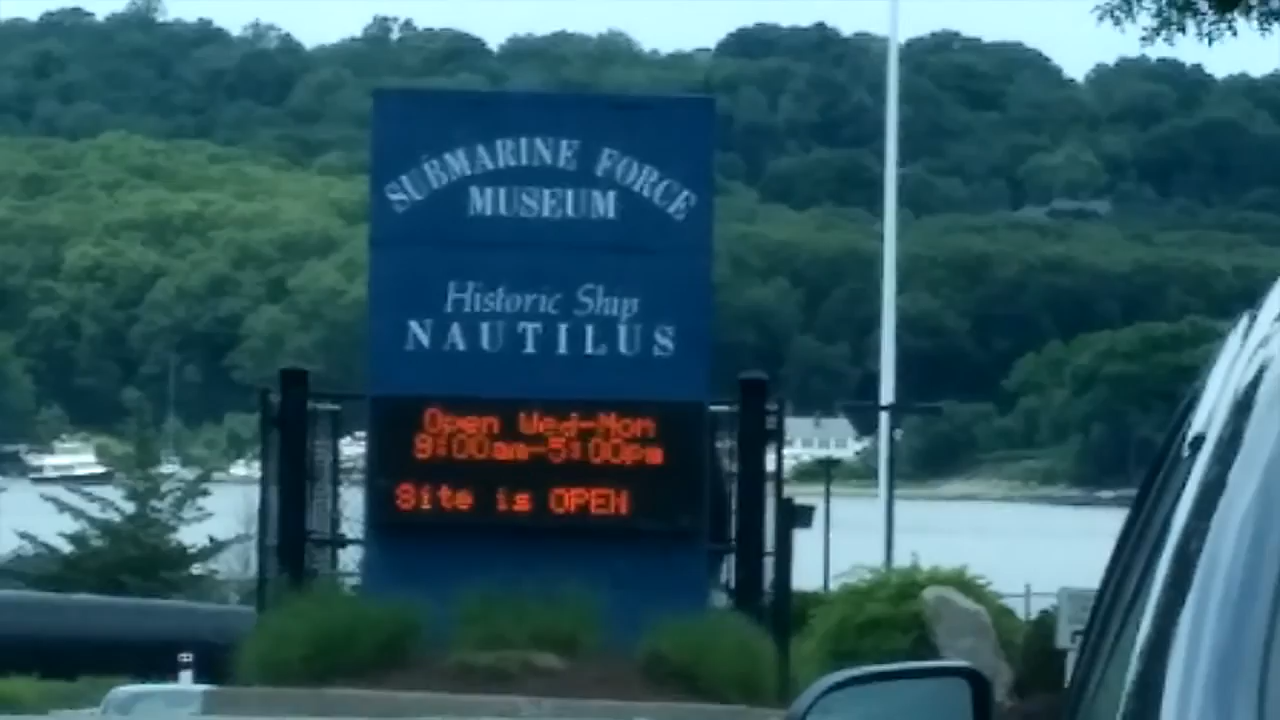 SUBMARINE FORCE
MUSEUM
Historic Ship
NAUTILUS
Open Wed-Mon
9:00am-5:00pm
Site is OPEN